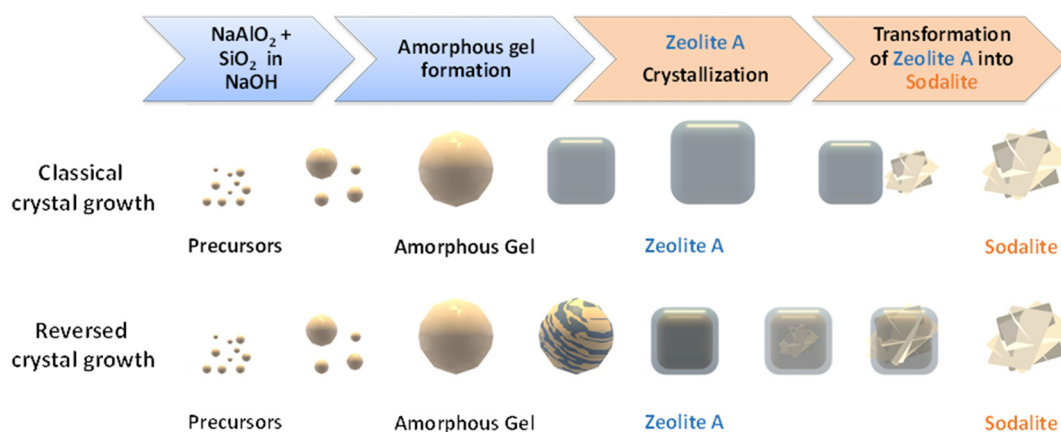 NaAlO₂ +
SiO₂ in
NaOH
Amorphous gel
formation
Zeolite A
Crystallization
Transformation
of Zeolite A into
Sodalite
Classical
crystal growth
Precursors
Amorphous Gel
Zeolite A
Sodalite
Reversed
crystal growth
Precursors
Amorphous Gel
Zeolite A
Sodalite